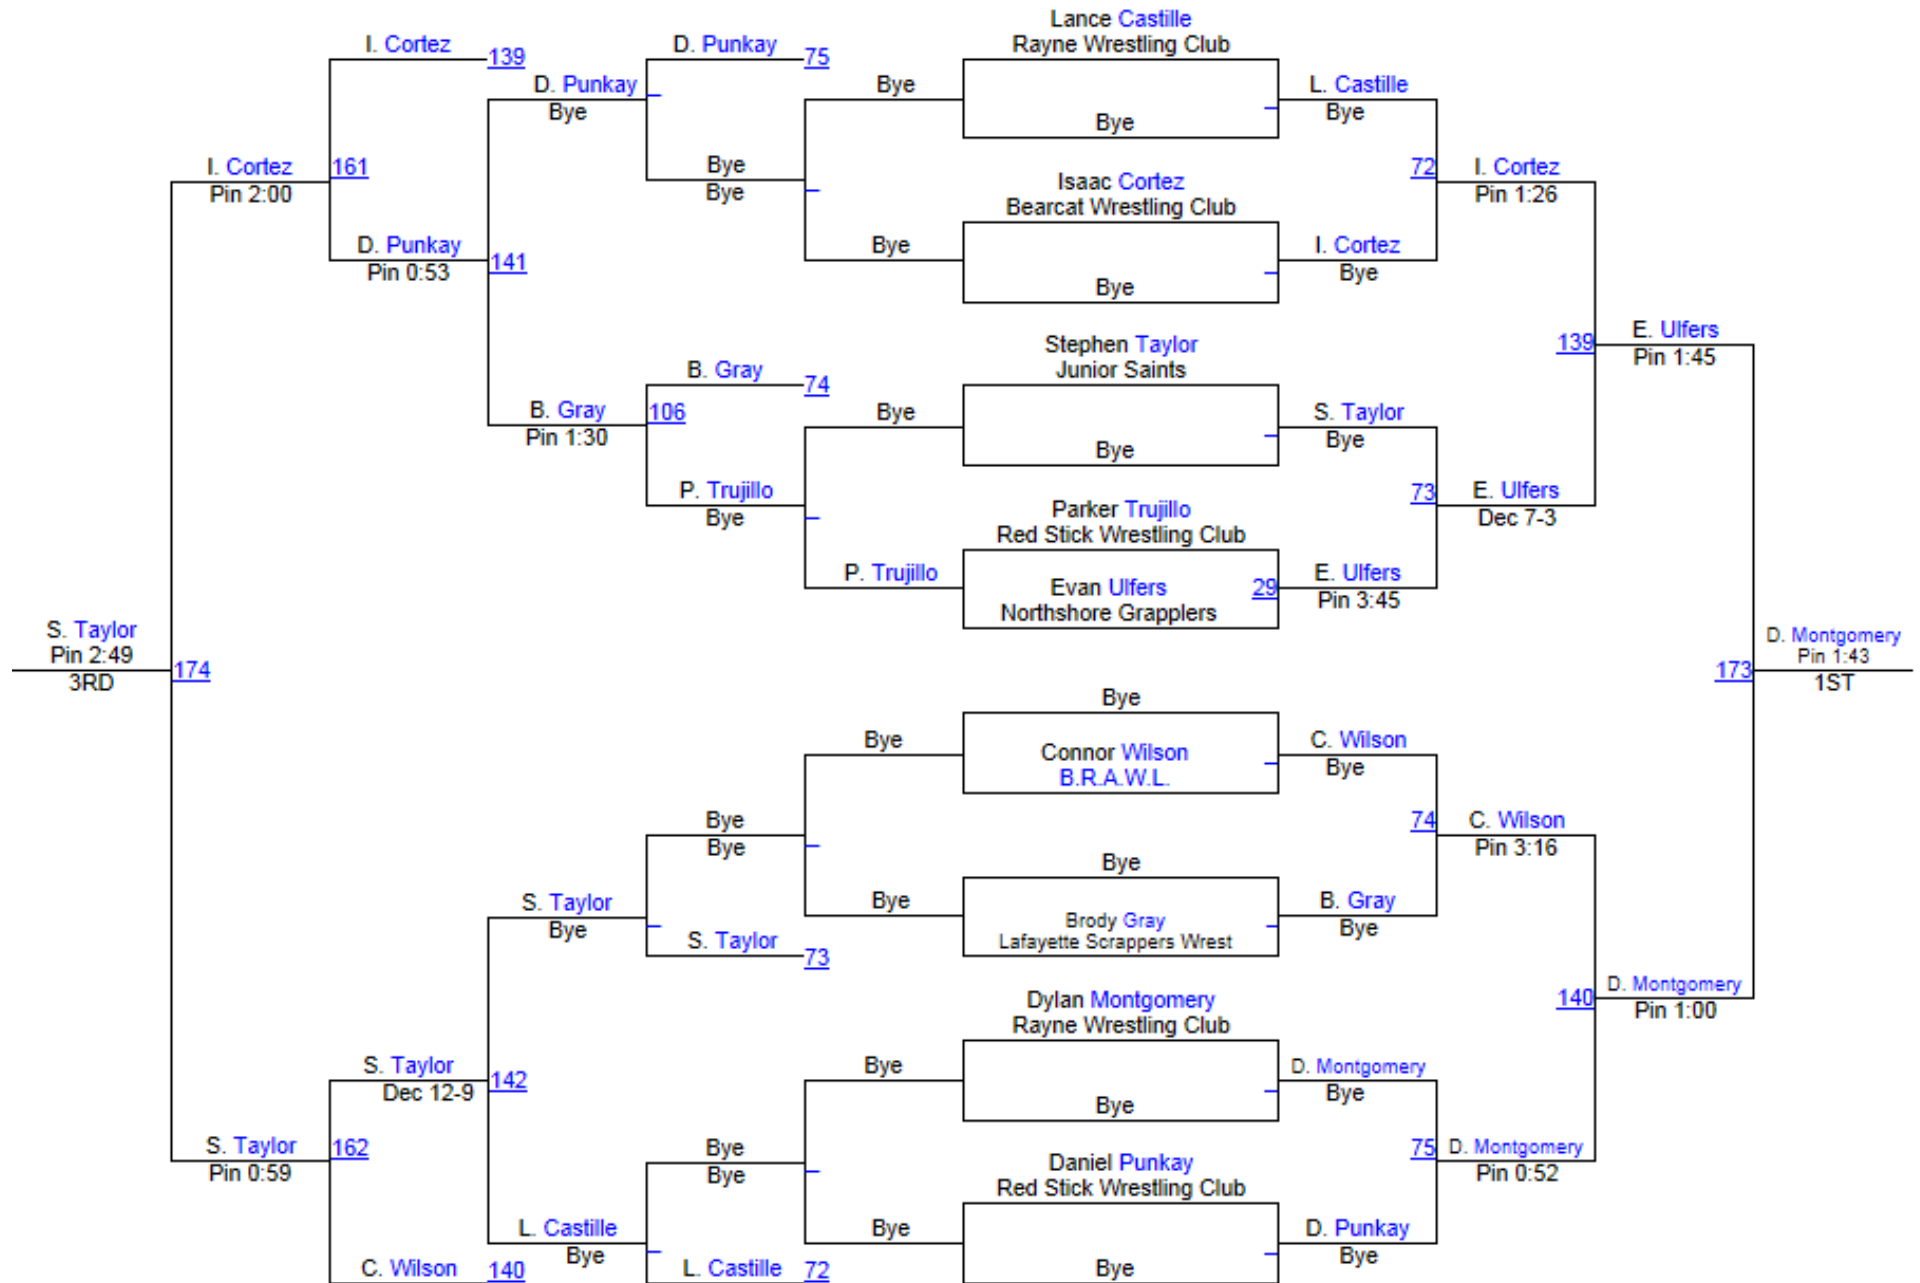 Lance Castille
I. Cortez
139
D. Punkay
75
Rayne Wrestling Club
D. Punkay
Bye
Bye
L. Castille
Bye
Bye
Bye
I. Cortez
161
Pin 2:00
Bye
Bye
Isaac Cortez
Bearcat Wrestling Club
72
I. Cortez
Pin 1:26
D. Punkay
141
Pin 0:53
Bye
I. Cortez
Bye
Bye
Stephen Taylor
Junior Saints
139
E. Ulfers
Pin 1:45
B. Gray
74
B. Gray
106
Pin 1:30
Bye
S. Taylor
Bye
Bye
P. Trujillo
Bye
Parker Trujillo
Red Stick Wrestling Club
73
E. Ulfers
Dec 7-3
P. Trujillo
Evan Ulfers
29
Northshore Grapplers
E. Ulfers
Pin 3:45
S. Taylor
Pin 2:49
174
3RD
D. Montgomery
Pin 1:43
173
1ST
Bye
Bye
Connor Wilson
B.R.A.W.L.
C. Wilson
Bye
Bye
Bye
74
C. Wilson
Pin 3:16
Bye
S. Taylor
Bye
Bye
Brody Gray
Lafayette Scrappers Wrest
B. Gray
Bye
S. Taylor
73
Dylan Montgomery
Rayne Wrestling Club
140
D. Montgomery
Pin 1:00
S. Taylor
142
Dec 12-9
Bye
D. Montgomery
Bye
Bye
S. Taylor
162
Pin 0:59
Bye
Bye
Daniel Punkay
Red Stick Wrestling Club
75
D. Montgomery
Pin 0:52
L. Castille
Bye
Bye
D. Punkay
Bye
C. Wilson
140
L. Castille
72
Bye